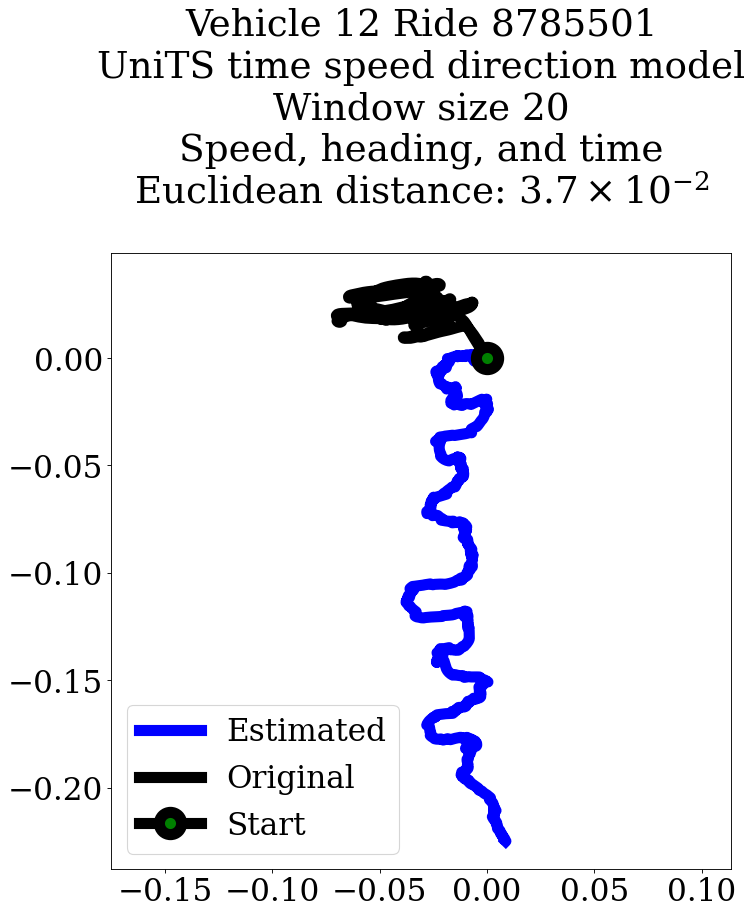 Vehicle 12 Ride 8785501
UniTS time speed direction model
Window size 20
Speed, heading, and time
Euclidean distance: 3.7 × 10⁻²
0.00
−0.05
−0.10
−0.15
−0.20
Estimated
Original
Start
−0.15 −0.10 −0.05 0.00 0.05 0.10